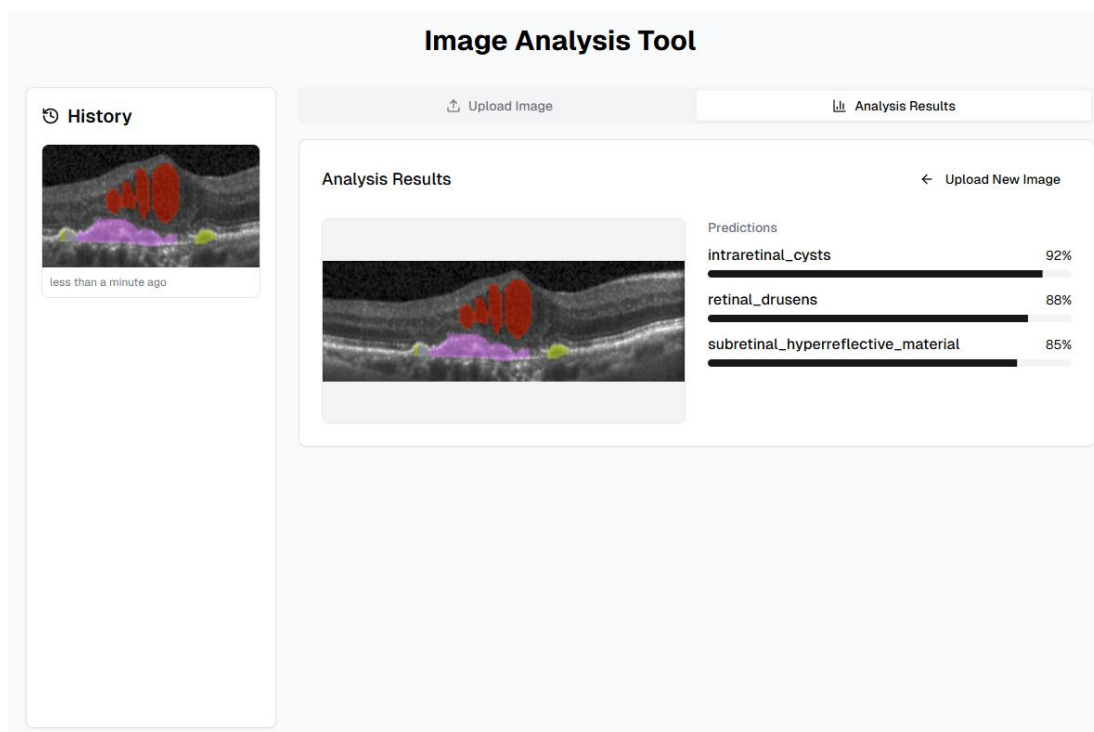 Image Analysis Tool
History
less than a minute ago
Upload Image
Analysis Results
Analysis Results
Upload New Image
Predictions
intraretinal_cysts 92%
retinal_drusens 88%
subretinal_hyperreflective_material 85%